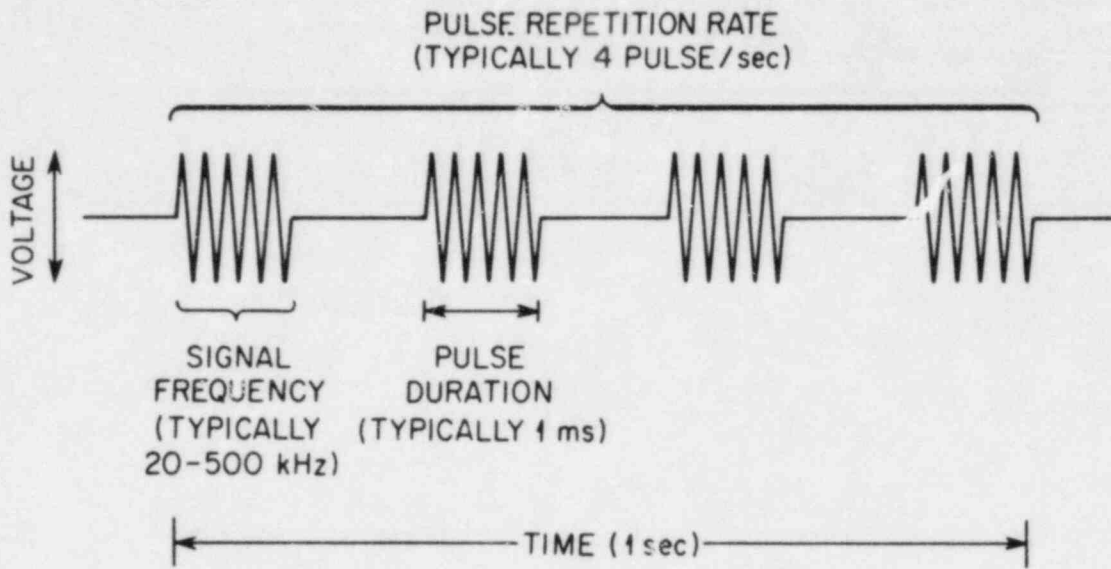 PULSE REPETITION RATE
(TYPICALLY 4 PULSE/sec)
VOLTAGE
SIGNAL
FREQUENCY
(TYPICALLY
20-500 kHz)
PULSE
DURATION
(TYPICALLY 1 ms)
TIME (1 sec)